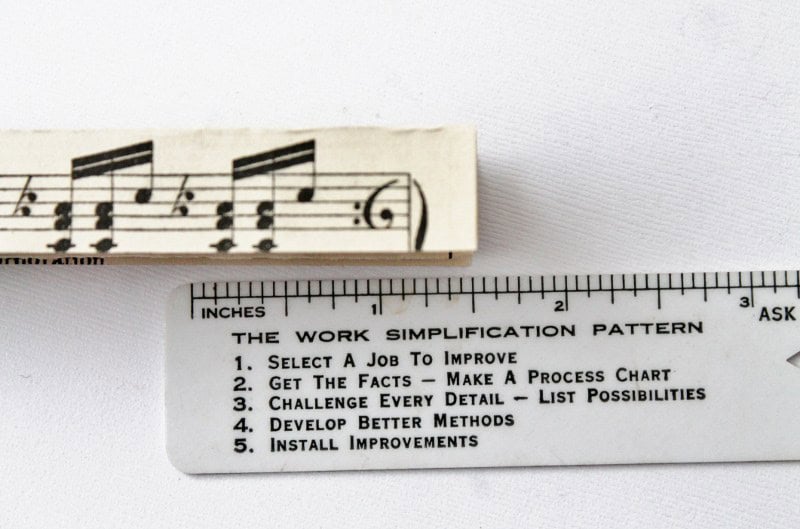 INCHES 1 2 3 ASK
THE WORK SIMPLIFICATION PATTERN
1. SELECT A JOB TO IMPROVE
2. GET THE FACTS — MAKE A PROCESS CHART
3. CHALLENGE EVERY DETAIL — LIST POSSIBILITIES
4. DEVELOP BETTER METHODS
5. INSTALL IMPROVEMENTS